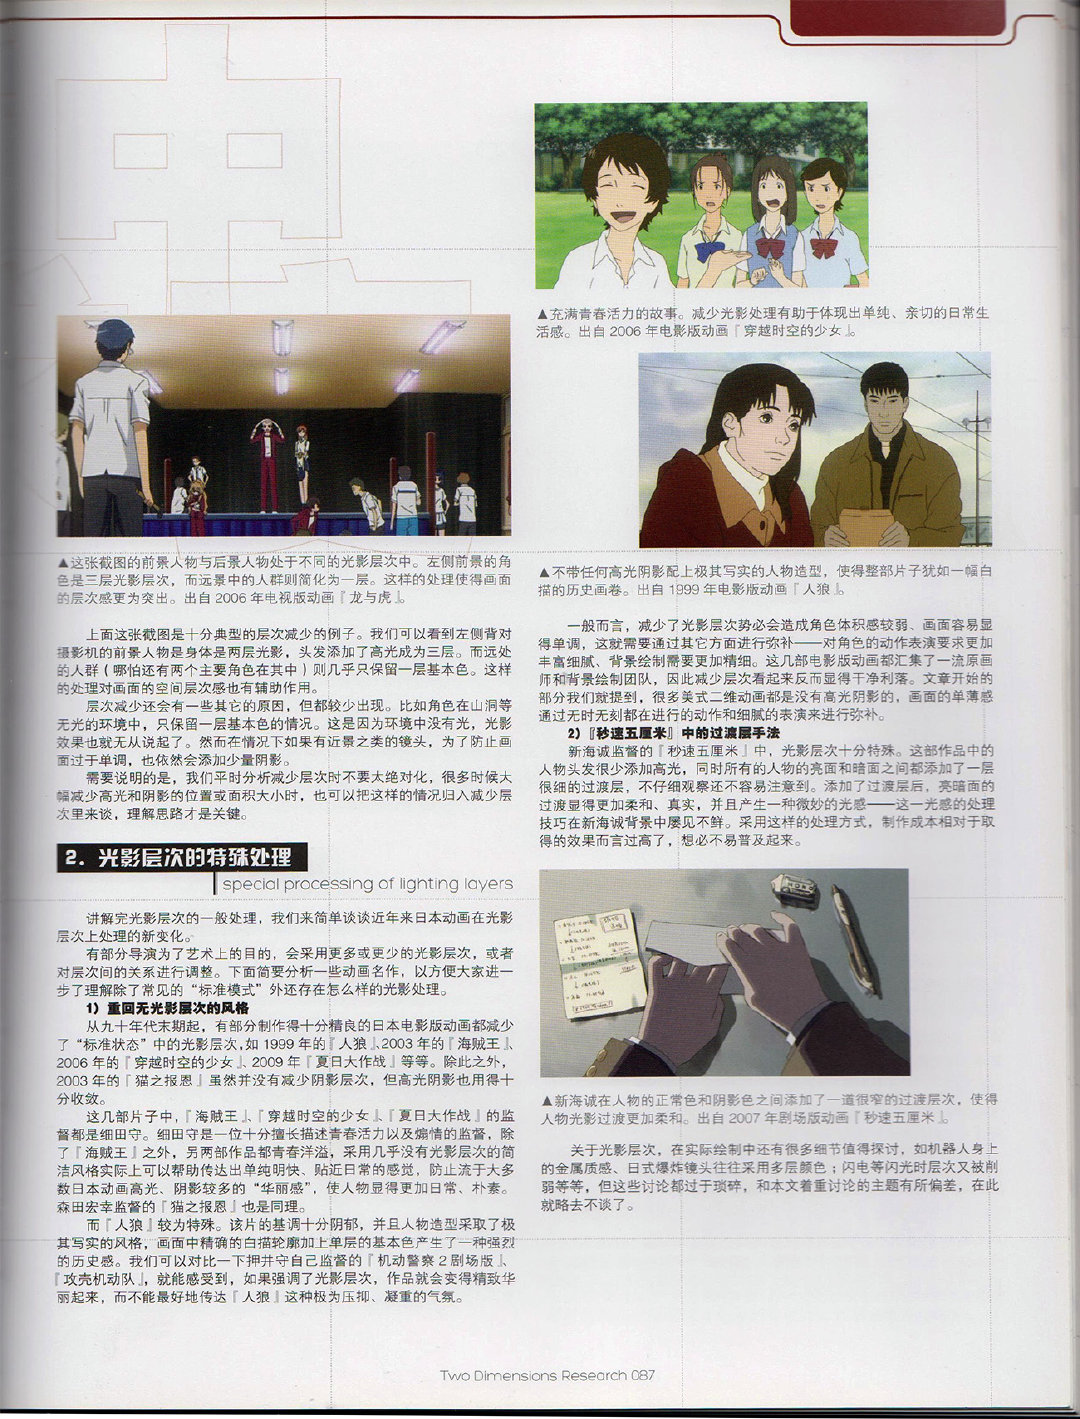 ▲这张截图的前景人物与后景人物处于不同的光影层次中。左侧前景的角
色是三层光影层次，而远景中的人群则简化为一层。这样的处理使得画面
的层次感更为突出。出自 2006 年电视版动画『龙与虎』。
上面这张截图是十分典型的层次减少的例子。我们可以看到左侧背对
摄影机的前景人物是身体是两层光影，头发添加了高光成为三层。而远处
的人群（哪怕还有两个主要角色在其中）则几乎只保留一层基本色。这样
的处理对画面的空间层次感也有辅助作用。
层次减少还会有一些其它的原因，但都较少出现。比如角色在山洞等
无光的环境中，只保留一层基本色的情况。这是因为环境中没有光，光影
效果也就无从说起了。然而在情况下如果有近景之类的镜头，为了防止画
面过于单调，也依然会添加少量阴影。
需要说明的是，我们平时分析减少层次时不要太绝对化，很多时候大
幅减少高光和阴影的位置或面积大小时，也可以把这样的情况归入减少层
次里来谈，理解思路才是关键。
2. 光影层次的特殊处理
special processing of lighting layers
讲解完光影层次的一般处理，我们来简单谈谈近年来日本动画在光影
层次上处理的新变化。
有部分导演为了艺术上的目的，会采用更多或更少的光影层次，或者
对层次间的关系进行调整。下面简要分析一些动画名作，以方便大家进一
步了理解除了常见的“标准模式”外还存在怎么样的光影处理。
1）重回无光影层次的风格
从九十年代末期起，有部分制作得十分精良的日本电影版动画都减少
了“标准状态”中的光影层次，如 1999 年的『人狼』、2003 年的『海贼王』、
2006 年的『穿越时空的少女』、2009 年『夏日大作战』等等。除此之外，
2003 年的『猫之报恩』虽然并没有减少阴影层次，但高光阴影也用得十
分收敛。
这几部片子中，『海贼王』、『穿越时空的少女』、『夏日大作战』的监
督都是细田守。细田守是一位十分擅长描述青春活力以及煽情的监督，除
了『海贼王』之外，另两部作品都青春洋溢，采用几乎没有光影层次的简
洁风格实际上可以帮助传达出单纯明快、贴近日常的感觉，防止流于大多
数日本动画高光、阴影较多的“华丽感”，使人物显得更加日常、朴素。
森田宏幸监督的『猫之报恩』也是同理。
而『人狼』较为特殊。该片的基调十分阴郁，并且人物造型采取了极
其写实的风格，画面中精确的白描轮廓加上单层的基本色产生了一种强烈
的历史感。我们可以对比一下押井守自己监督的『机动警察 2 剧场版』、
『攻壳机动队』，就能感受到，如果强调了光影层次，作品就会变得精致华
丽起来，而不能最好地传达『人狼』这种极为压抑、凝重的气氛。
▲充满青春活力的故事。减少光影处理有助于体现出单纯、亲切的日常生
活感。出自 2006 年电影版动画『穿越时空的少女』。
▲不带任何高光阴影配上极其写实的人物造型，使得整部片子犹如一幅白
描的历史画卷。出自 1999 年电影版动画『人狼』。
一般而言，减少了光影层次势必会造成角色体积感较弱、画面容易显
得单调，这就需要通过其它方面进行弥补——对角色的动作表演要求更加
丰富细腻、背景绘制需要更加精细。这几部电影版动画都汇集了一流原画
师和背景绘制团队，因此减少层次看起来反而显得干净利落。文章开始的
部分我们就提到，很多美式二维动画都是没有高光阴影的，画面的单薄感
通过无时无刻都在进行的动作和细腻的表演来进行弥补。
2）『秒速五厘米』中的过渡层手法
新海诚监督的『秒速五厘米』中，光影层次十分特殊。这部作品中的
人物头发很少添加高光，同时所有的人物的亮面和暗面之间都添加了一层
很细的过渡层，不仔细观察还不容易注意到。添加了过渡层后，亮暗面的
过渡显得更加柔和、真实，并且产生一种微妙的光感——这一光感的处理
技巧在新海诚背景中屡见不鲜。采用这样的处理方式，制作成本相对于取
得的效果而言过高了，想必不易普及起来。
▲新海诚在人物的正常色和阴影色之间添加了一道很窄的过渡层次，使得
人物光影过渡更加柔和。出自 2007 年剧场版动画『秒速五厘米』。
关于光影层次，在实际绘制中还有很多细节值得探讨，如机器人身上
的金属质感、日式爆炸镜头往往采用多层颜色；闪电等闪光时层次又被削
弱等等，但这些讨论都过于琐碎，和本文着重讨论的主题有所偏差，在此
就略去不谈了。
Two Dimensions Research 087